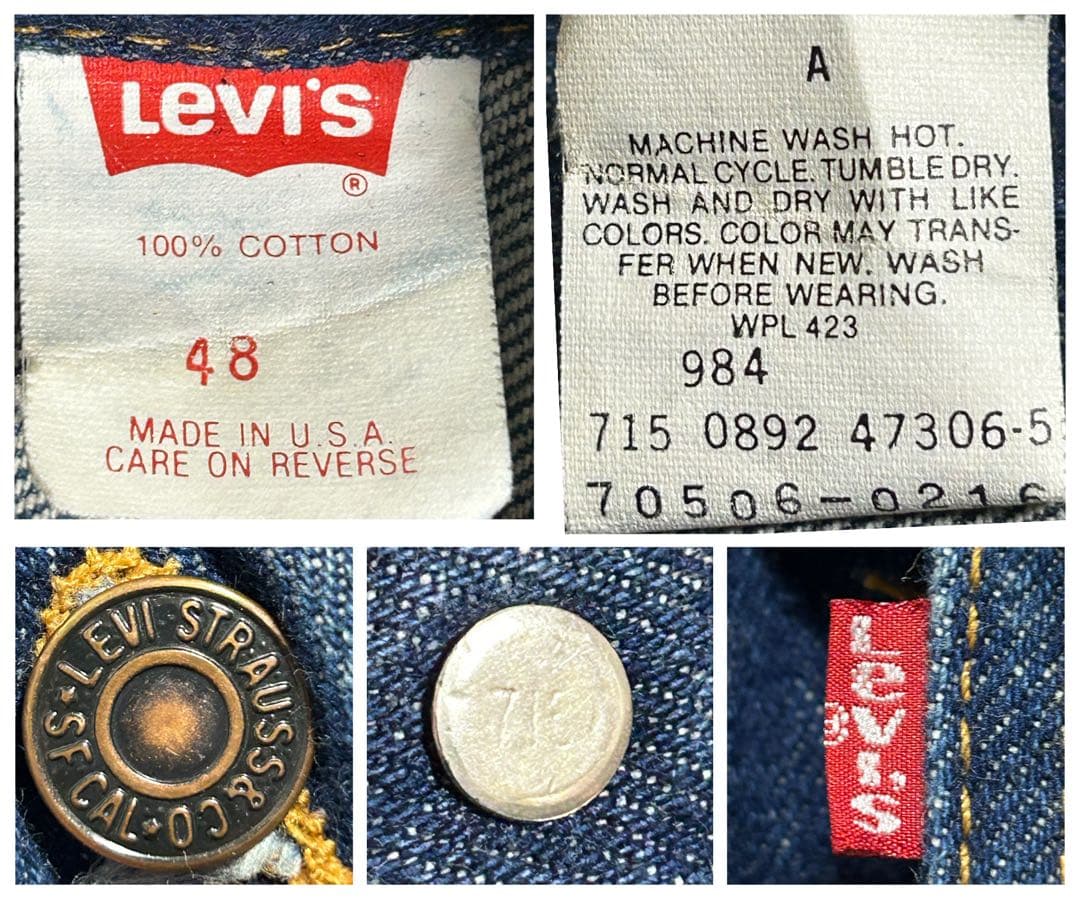 LEVI'S
®
100% COTTON
48
MADE IN U.S.A.
CARE ON REVERSE
A
MACHINE WASH HOT.
NORMAL CYCLE. TUMBLE DRY.
WASH AND DRY WITH LIKE
COLORS. COLOR MAY TRANS-
FER WHEN NEW. WASH
BEFORE WEARING.
WPL 423
984
715 0892 47306-5
70506-0216
LEVI STRAUSS & CO
S F CAL
Levi's
®